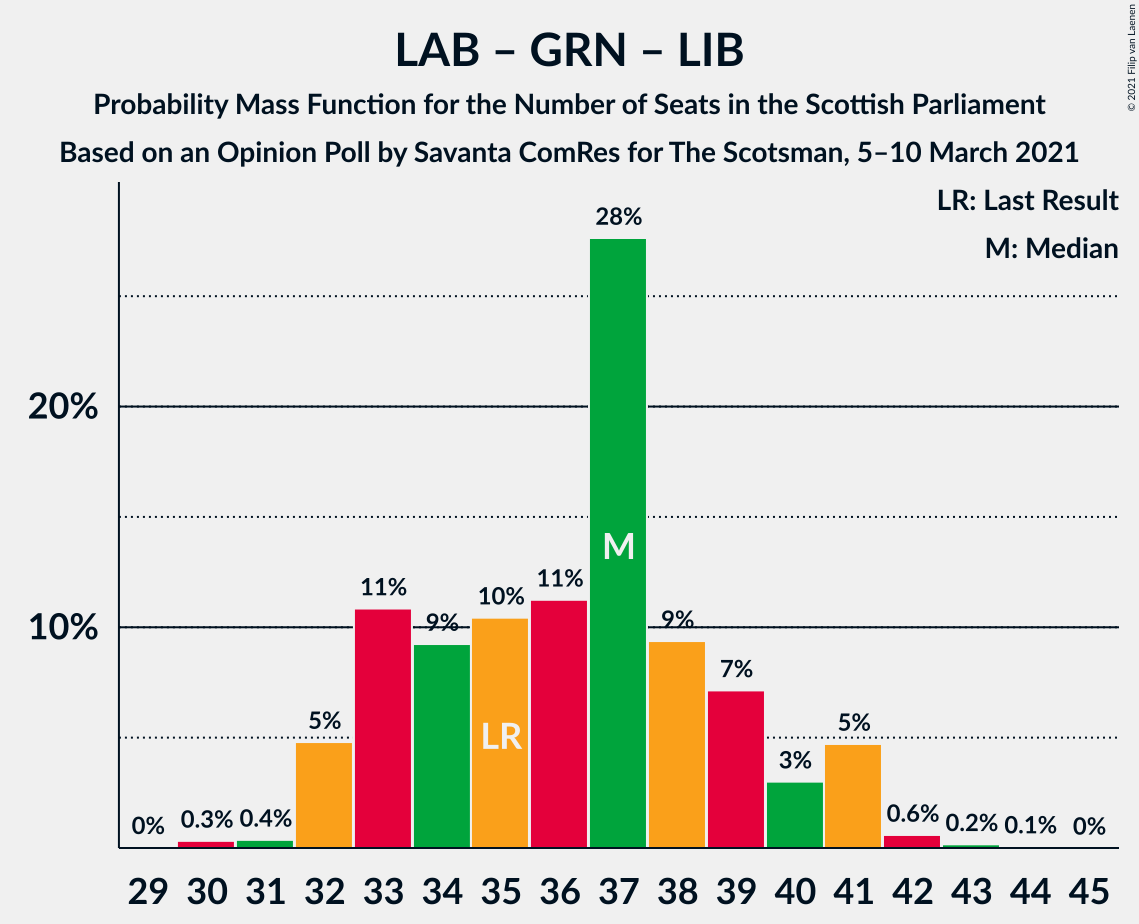 LAB – GRN – LIB
Probability Mass Function for the Number of Seats in the Scottish Parliament
Based on an Opinion Poll by Savanta ComRes for The Scotsman, 5–10 March 2021
© 2021 Filip van Laenen
LR: Last Result
M: Median
20%
10%
0%
0.3%
0.4%
5%
11%
9%
10%
11%
28%
9%
7%
3%
5%
0.6%
0.2%
0.1%
0%
LR
M
29 30 31 32 33 34 35 36 37 38 39 40 41 42 43 44 45